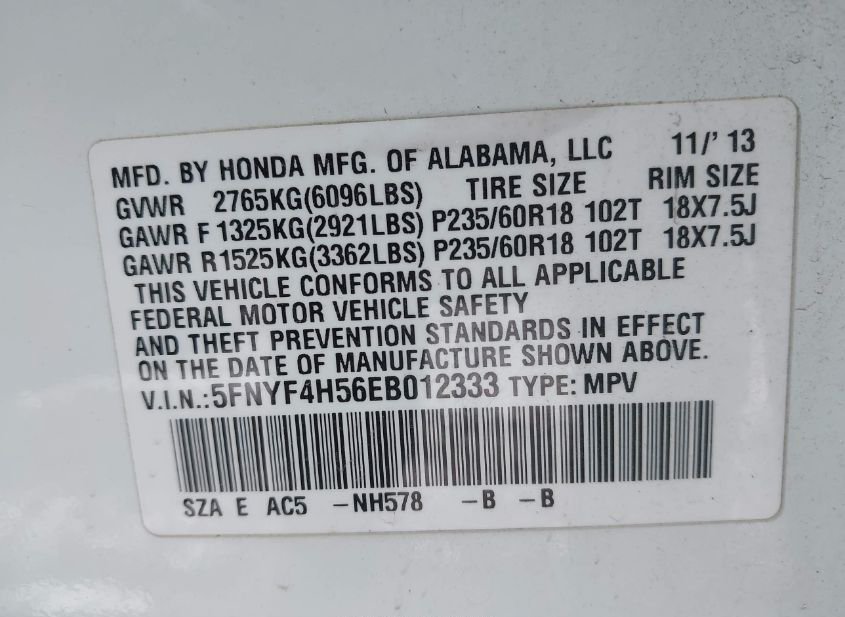 MFD. BY HONDA MFG. OF ALABAMA, LLC 11/' 13
GVWR 2765KG(6096LBS) TIRE SIZE RIM SIZE
GAWR F 1325KG(2921LBS) P235/60R18 102T 18X7.5J
GAWR R1525KG(3362LBS) P235/60R18 102T 18X7.5J
THIS VEHICLE CONFORMS TO ALL APPLICABLE
FEDERAL MOTOR VEHICLE SAFETY
AND THEFT PREVENTION STANDARDS IN EFFECT
ON THE DATE OF MANUFACTURE SHOWN ABOVE.
V.I.N.:5FNYF4H56EB012333 TYPE: MPV
SZA E AC5 -NH578 -B -B